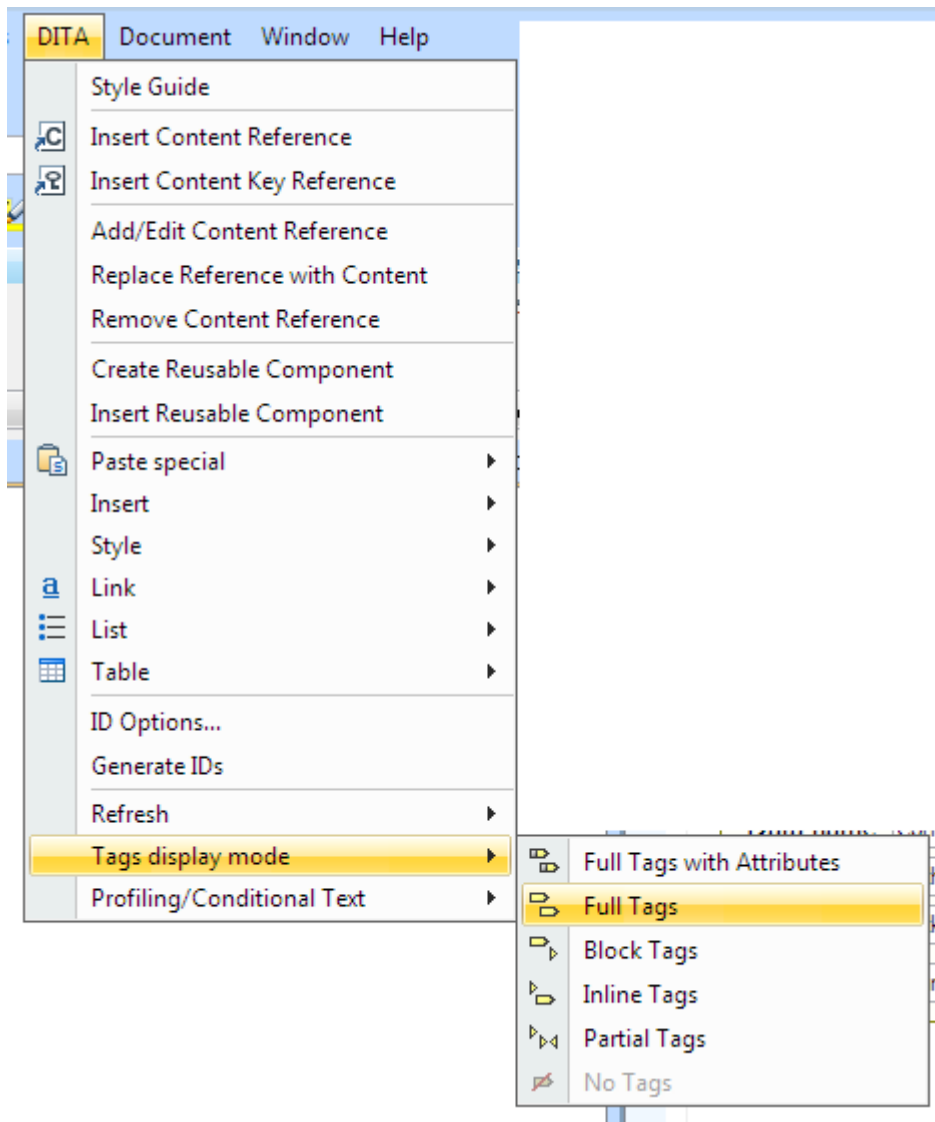 DITA Document Window Help
Style Guide
Insert Content Reference
Insert Content Key Reference
Add/Edit Content Reference
Replace Reference with Content
Remove Content Reference
Create Reusable Component
Insert Reusable Component
Paste special
Insert
Style
a Link
List
Table
ID Options...
Generate IDs
Refresh
Tags display mode
Profiling/Conditional Text
Full Tags with Attributes
Full Tags
Block Tags
Inline Tags
Partial Tags
No Tags